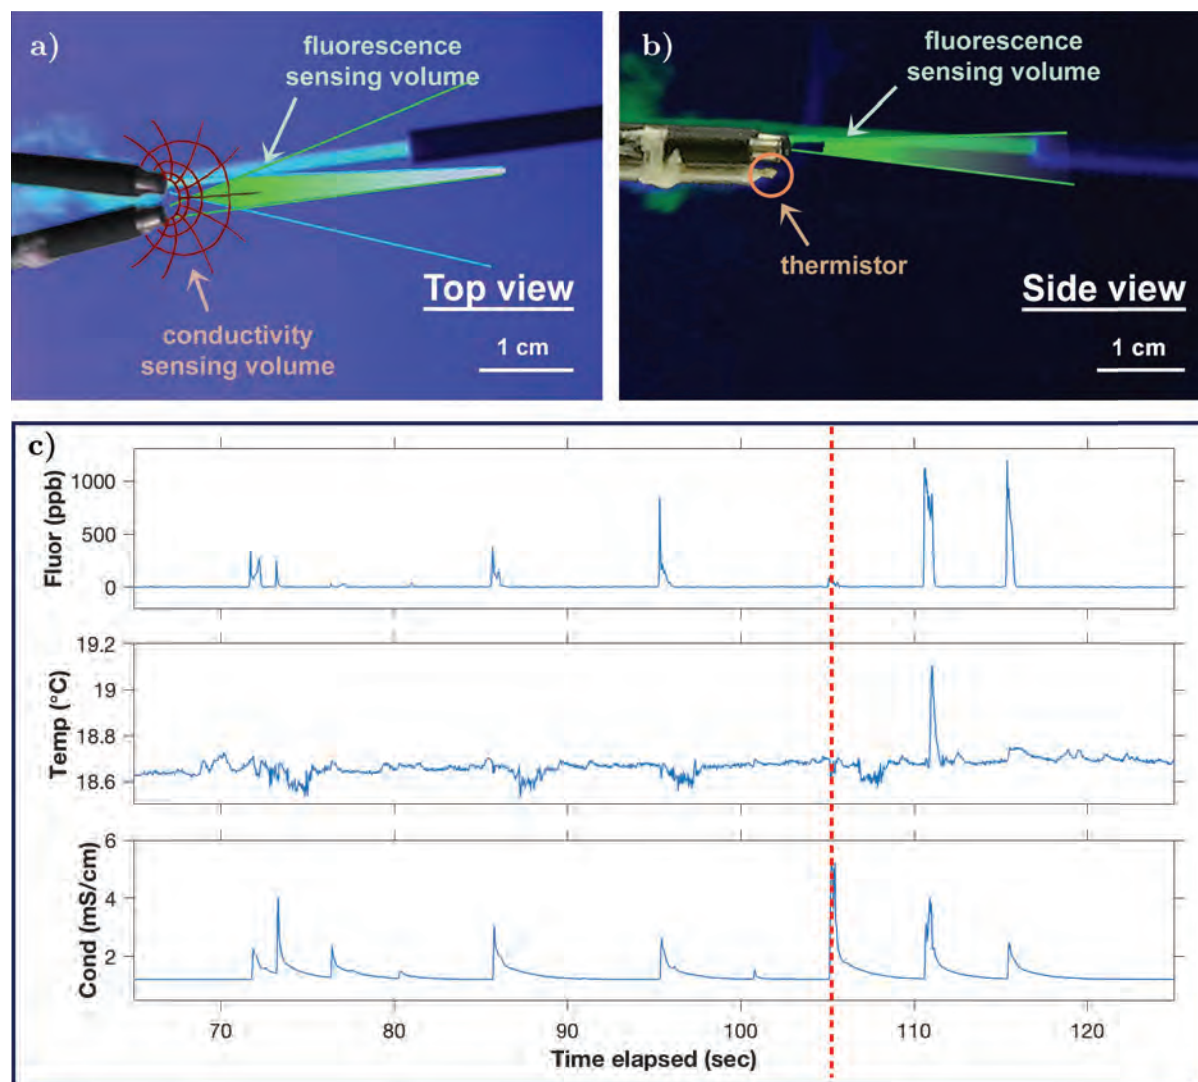 a)
fluorescence
sensing volume
Top view
1 cm
conductivity
sensing volume
b)
fluorescence
sensing volume
thermistor
Side view
1 cm
c)
Fluor (ppb)
1000
500
0
Temp (°C)
19.2
19
18.8
18.6
Cond (mS/cm)
6
4
2
70 80 90 100 110 120
Time elapsed (sec)